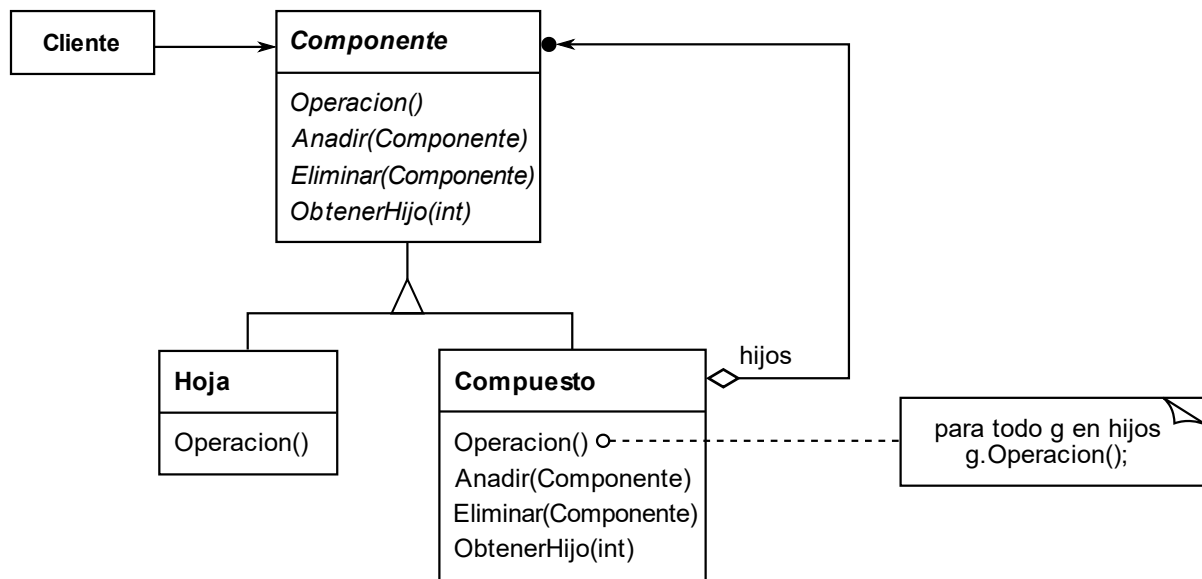 Cliente
Componente
Operacion()
Anadir(Componente)
Eliminar(Componente)
ObtenerHijo(int)
hijos
Hoja
Operacion()
Compuesto
Operacion()
Anadir(Componente)
Eliminar(Componente)
ObtenerHijo(int)
para todo g en hijos
g.Operacion();